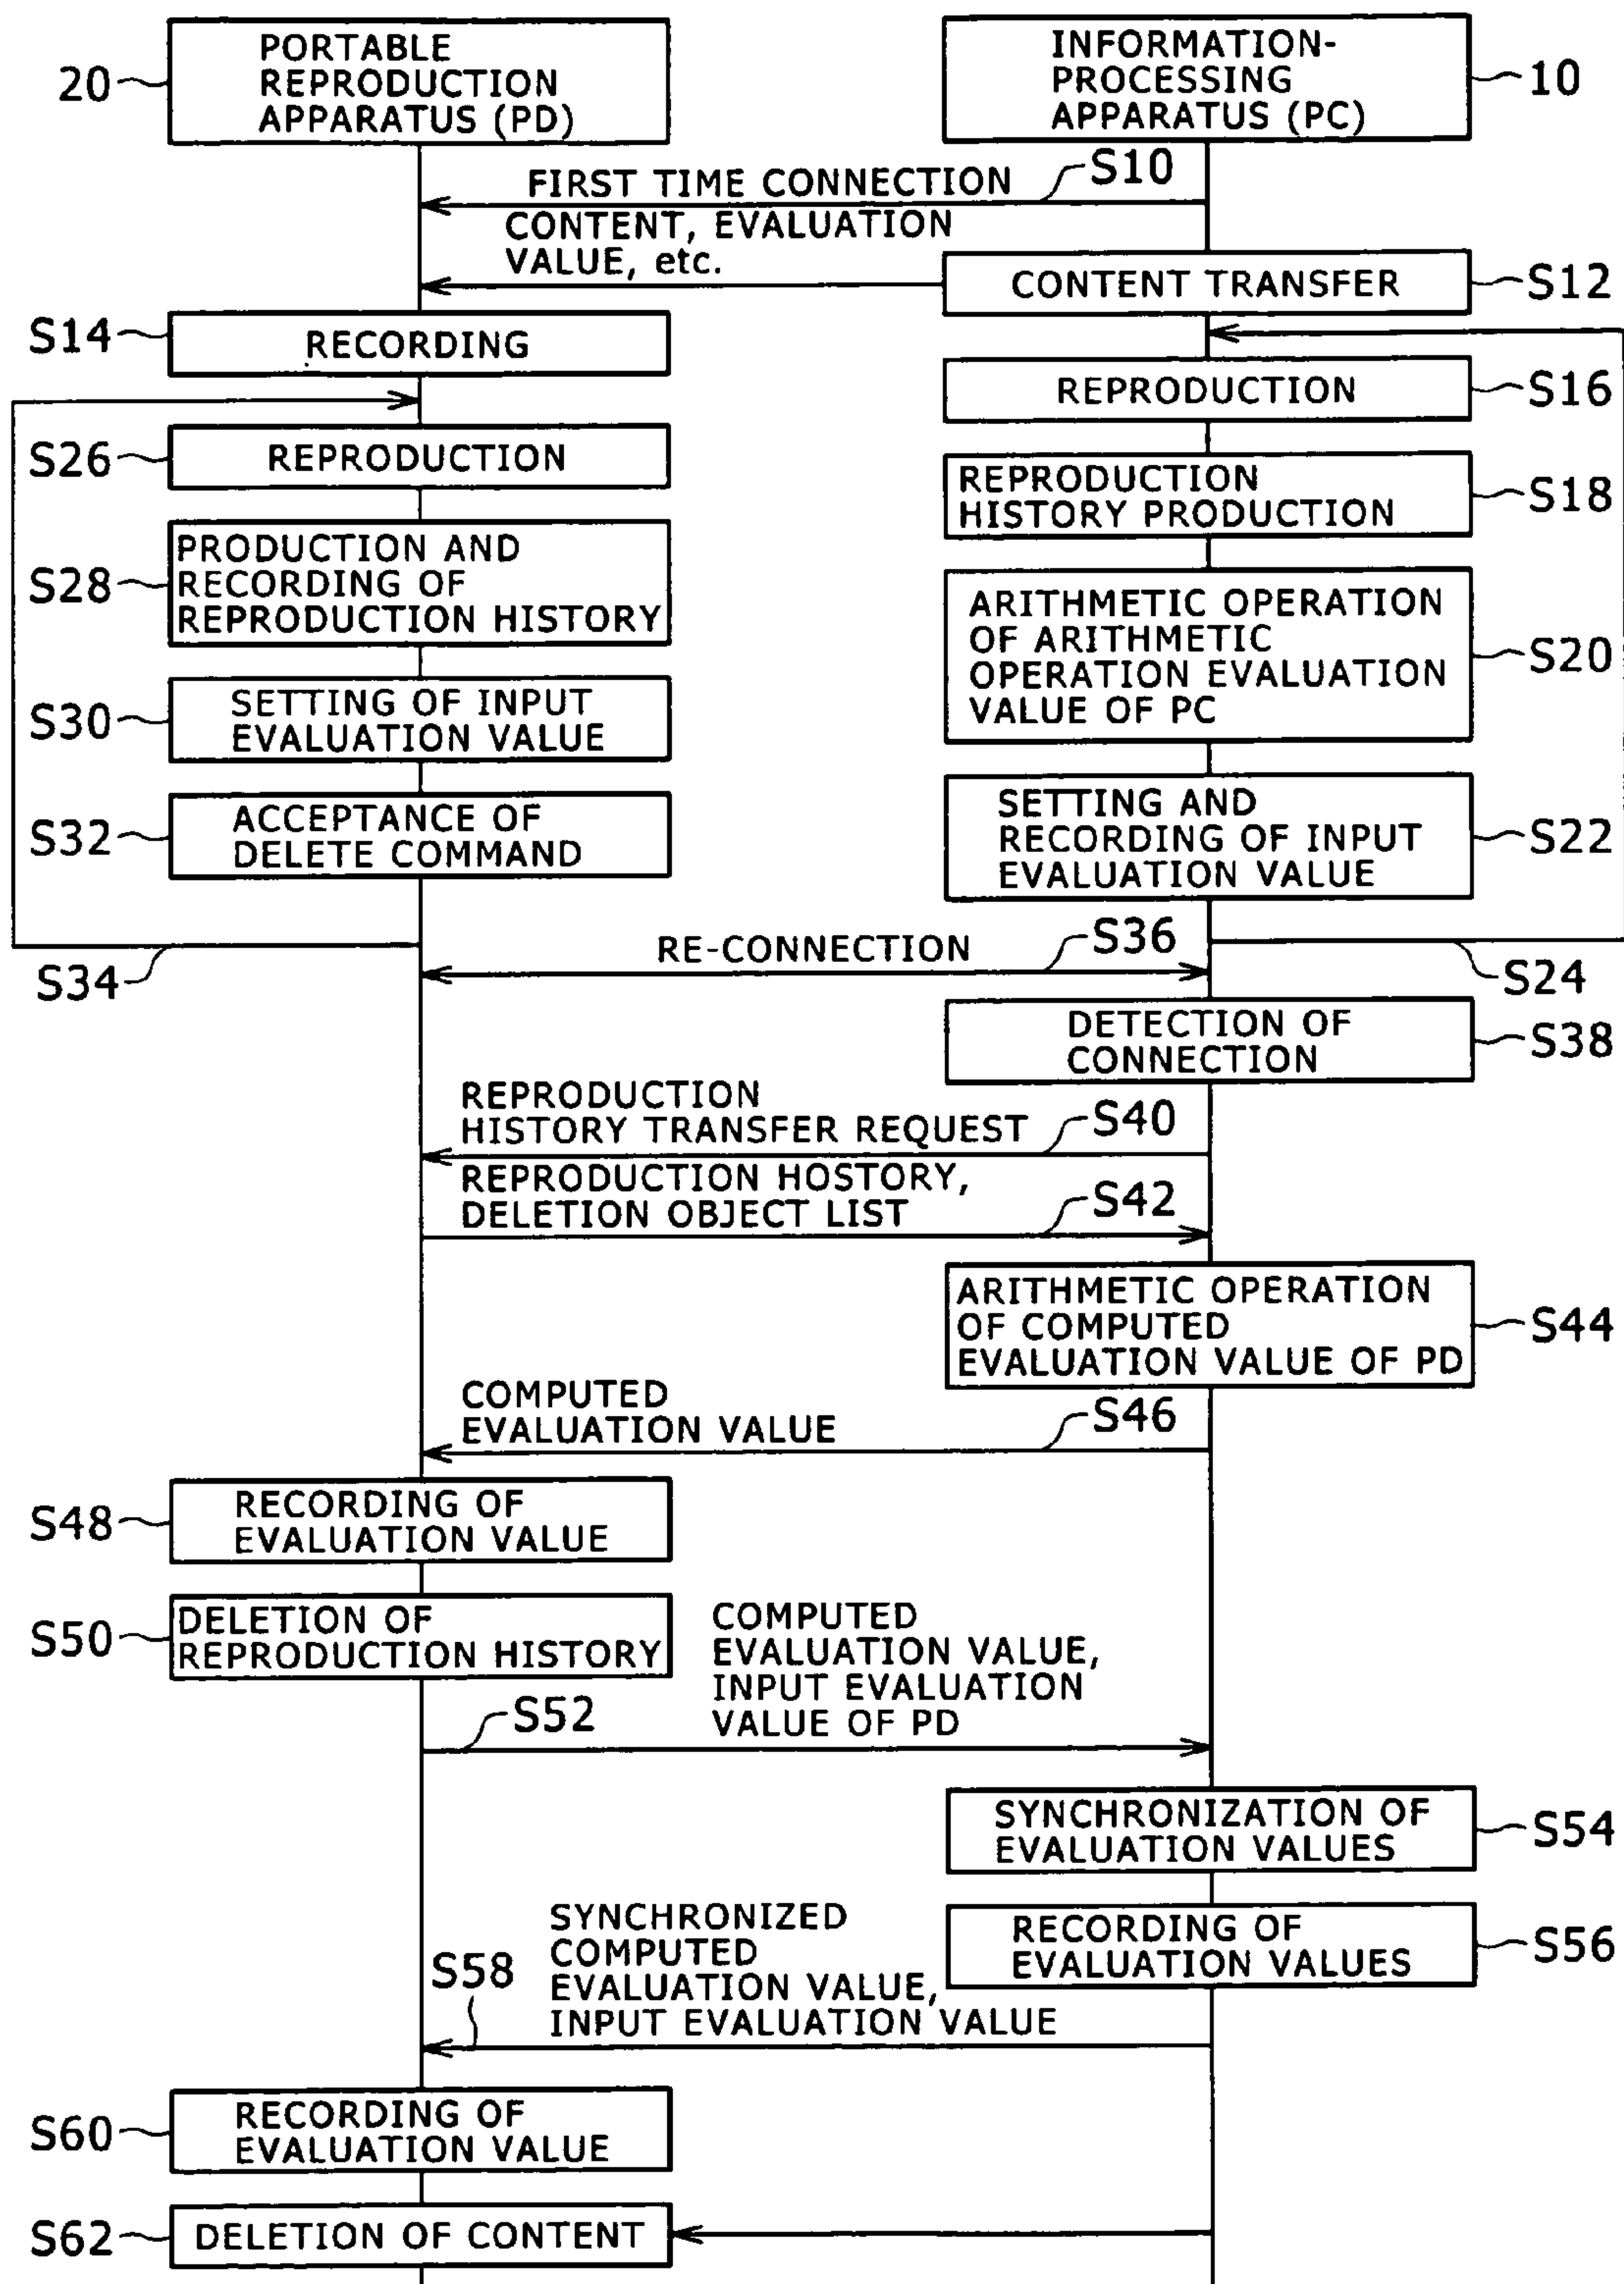 PORTABLE
REPRODUCTION
APPARATUS (PD)
20
INFORMATION-
PROCESSING
APPARATUS (PC)
10
FIRST TIME CONNECTION
S10
CONTENT, EVALUATION
VALUE, etc.
CONTENT TRANSFER
S12
S14
RECORDING
REPRODUCTION
S16
S26
REPRODUCTION
REPRODUCTION
HISTORY PRODUCTION
S18
S28
PRODUCTION AND
RECORDING OF
REPRODUCTION HISTORY
ARITHMETIC OPERATION
OF ARITHMETIC
OPERATION EVALUATION
VALUE OF PC
S20
S30
SETTING OF INPUT
EVALUATION VALUE
S32
ACCEPTANCE OF
DELETE COMMAND
SETTING AND
RECORDING OF INPUT
EVALUATION VALUE
S22
S34
RE-CONNECTION
S36
S24
DETECTION OF
CONNECTION
S38
REPRODUCTION
HISTORY TRANSFER REQUEST
S40
REPRODUCTION HOSTORY,
DELETION OBJECT LIST
S42
ARITHMETIC OPERATION
OF COMPUTED
EVALUATION VALUE OF PD
S44
COMPUTED
EVALUATION VALUE
S46
S48
RECORDING OF
EVALUATION VALUE
S50
DELETION OF
REPRODUCTION HISTORY
COMPUTED
EVALUATION VALUE,
INPUT EVALUATION
VALUE OF PD
S52
SYNCHRONIZATION OF
EVALUATION VALUES
S54
RECORDING OF
EVALUATION VALUES
S56
SYNCHRONIZED
COMPUTED
EVALUATION VALUE,
INPUT EVALUATION VALUE
S58
S60
RECORDING OF
EVALUATION VALUE
S62
DELETION OF CONTENT